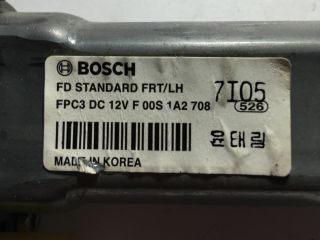 BOSCH
FD STANDARD FRT/LH 7I05
FPC3 DC 12V F 00S 1A2 708 526
윤태림
MADE IN KOREA